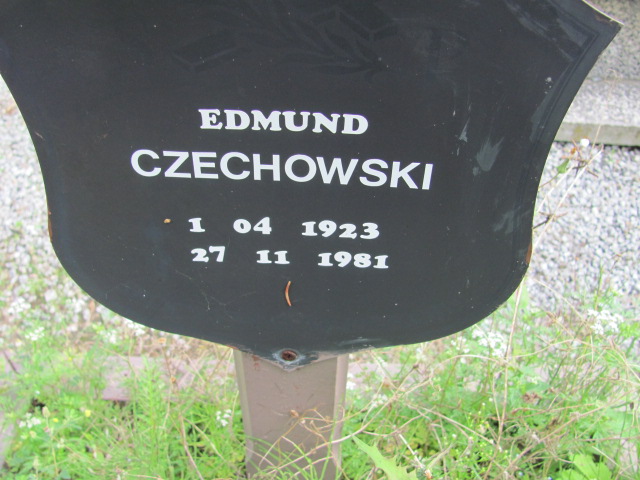 EDMUND
CZECHOWSKI
1 04 1923
27 11 1981